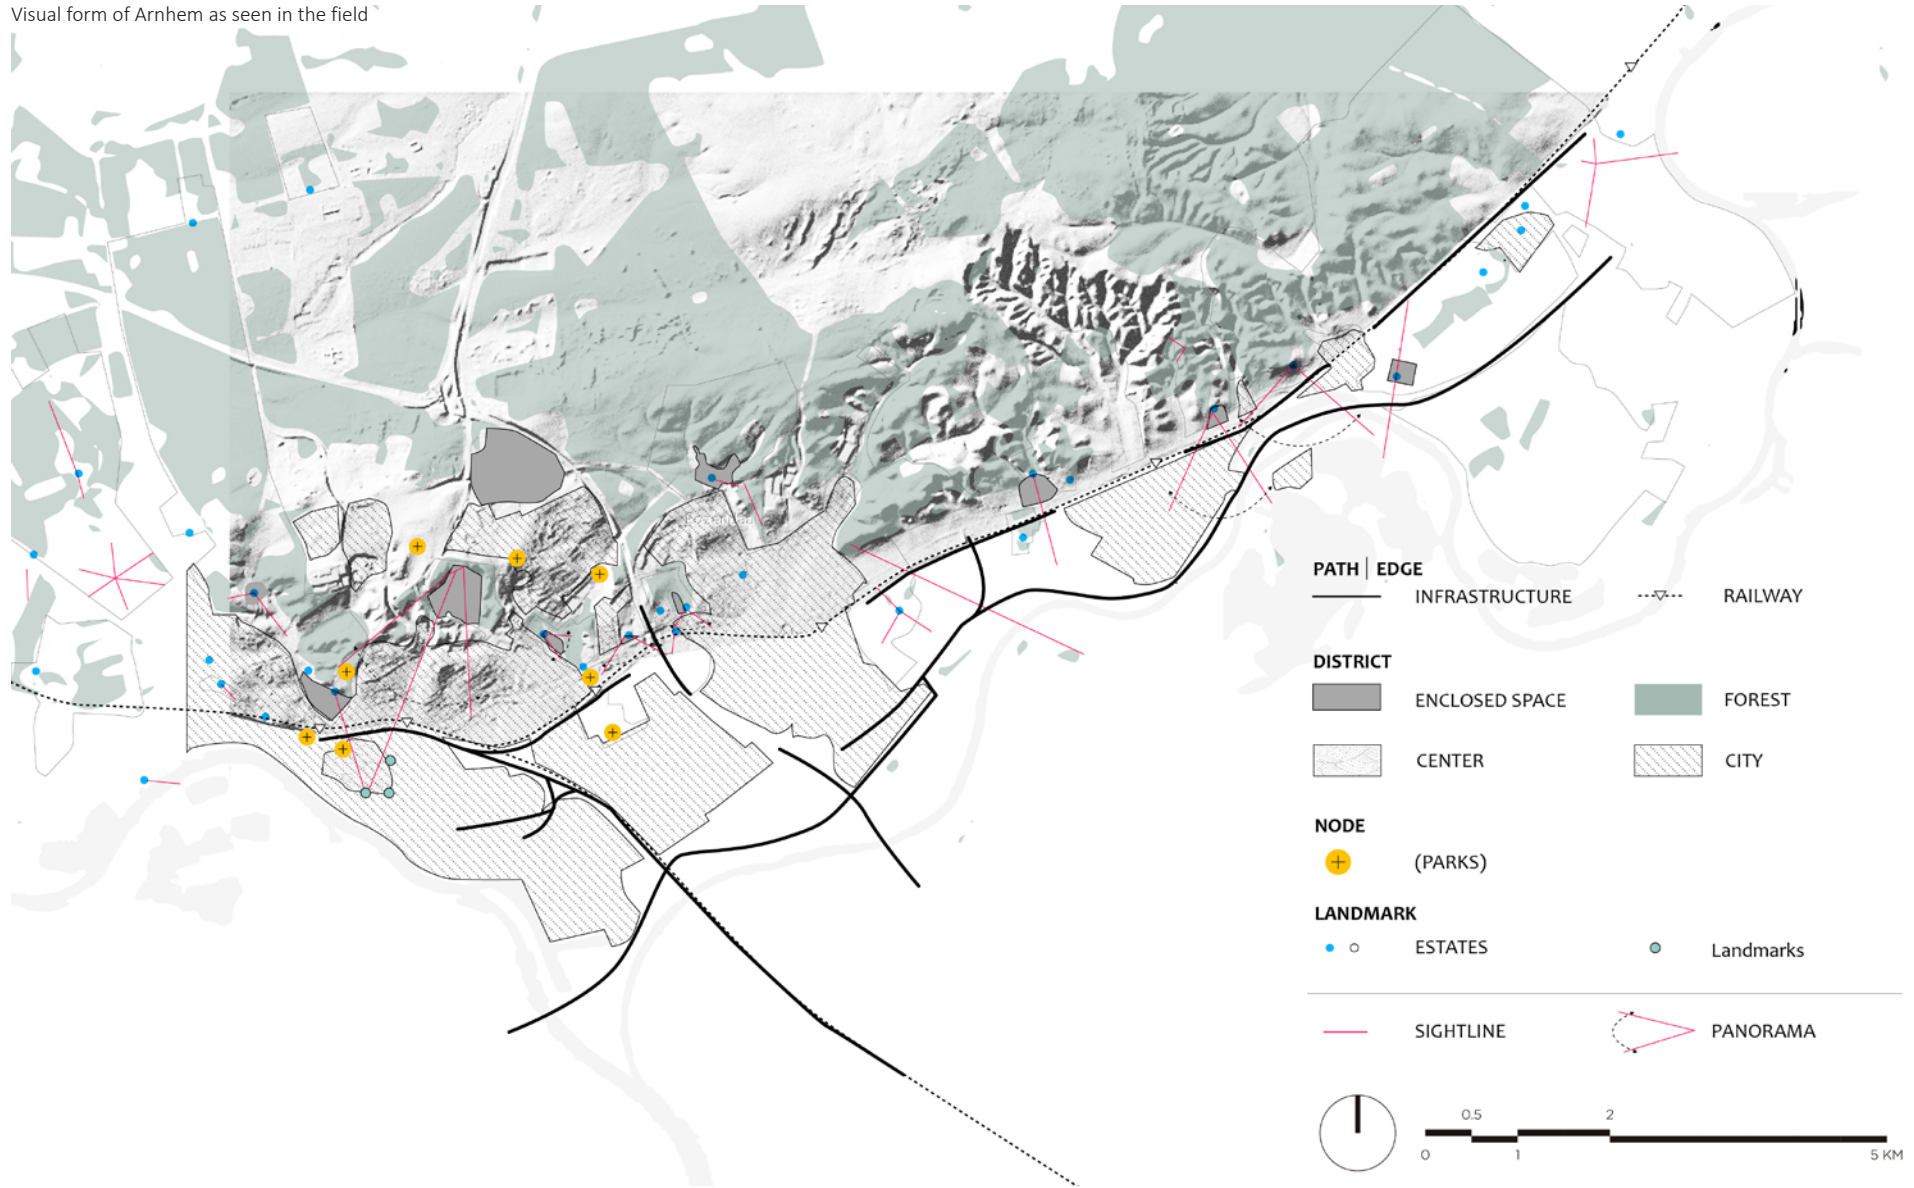 Visual form of Arnhem as seen in the field
PATH | EDGE
INFRASTRUCTURE
RAILWAY
DISTRICT
ENCLOSED SPACE
FOREST
CENTER
CITY
NODE
(PARKS)
LANDMARK
ESTATES
Landmarks
SIGHTLINE
PANORAMA
0.5 2
0 1 5 KM